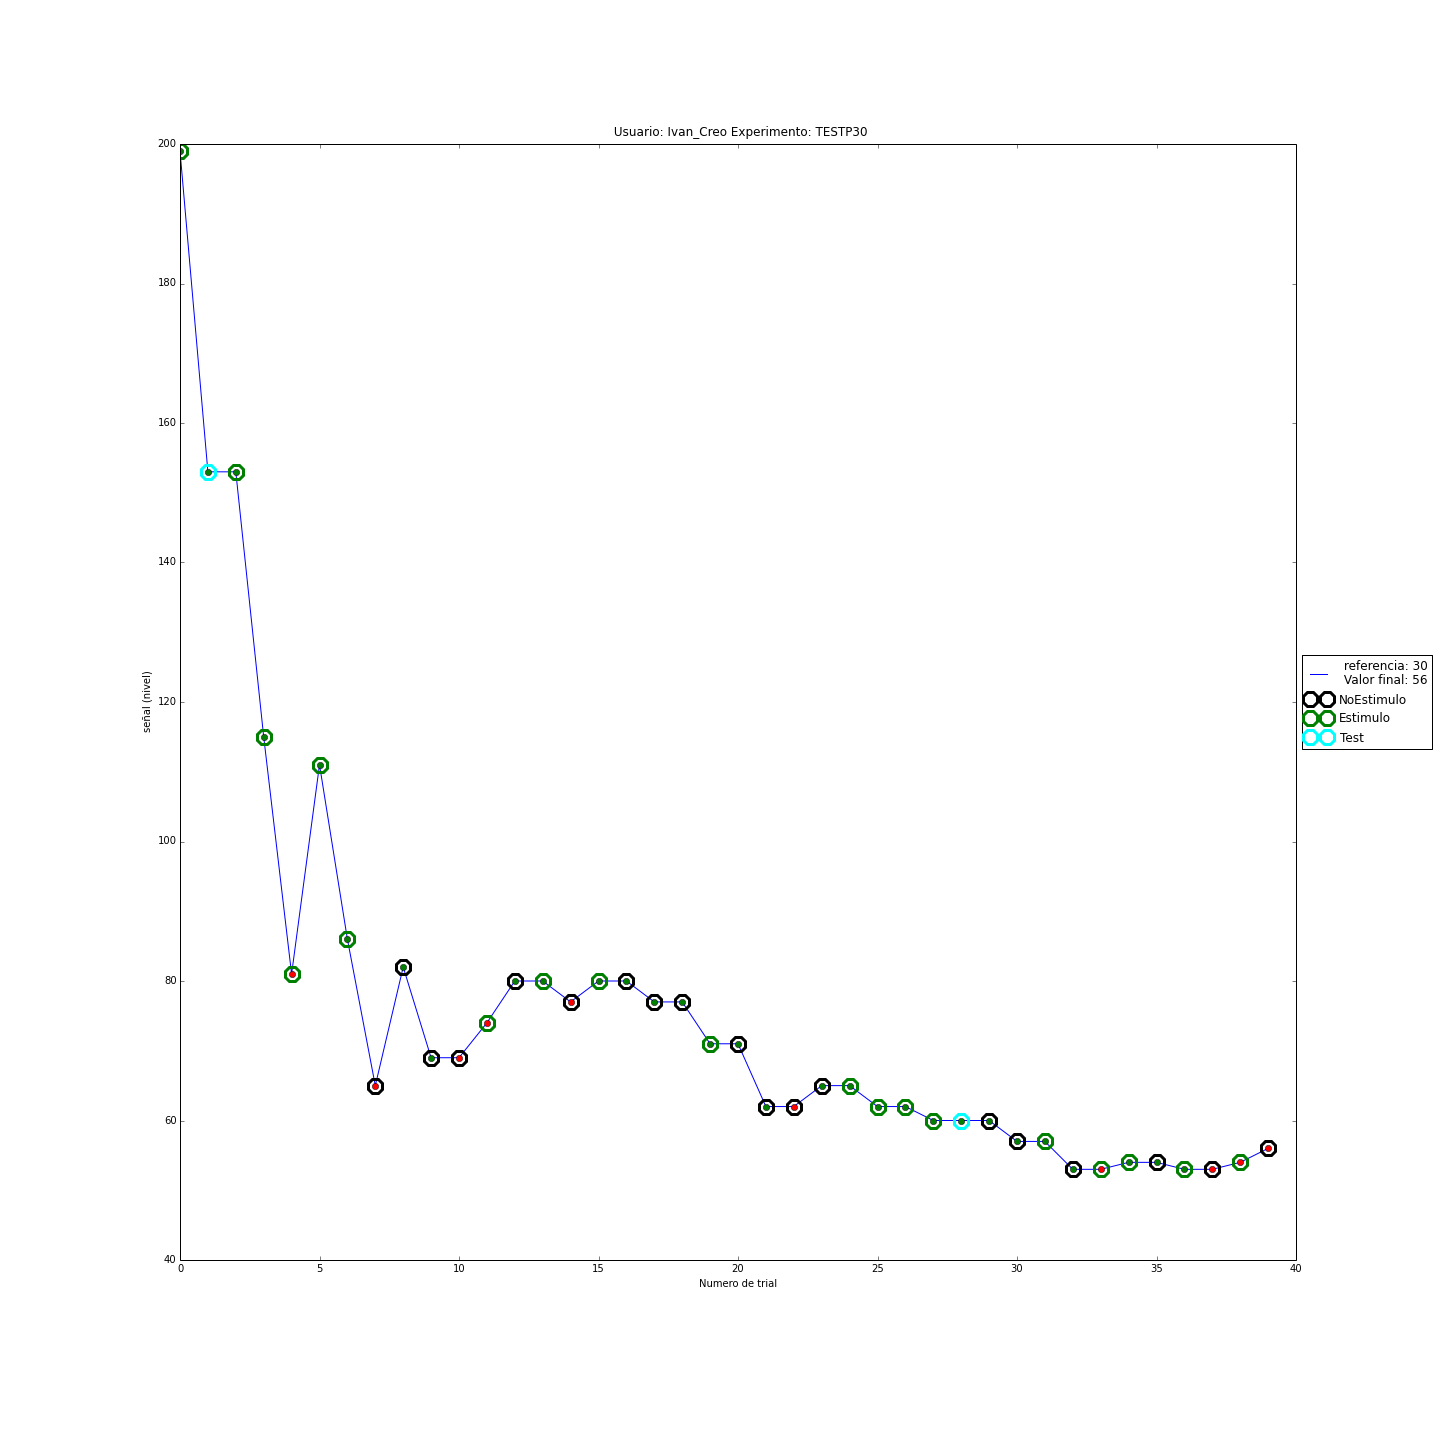 Usuario: Ivan_Creo Experimento: TESTP30
200
180
160
140
120
100
80
60
40
señal (nivel)
0 5 10 15 20 25 30 35 40
Numero de trial
referencia: 30
Valor final: 56
NoEstimulo
Estimulo
Test